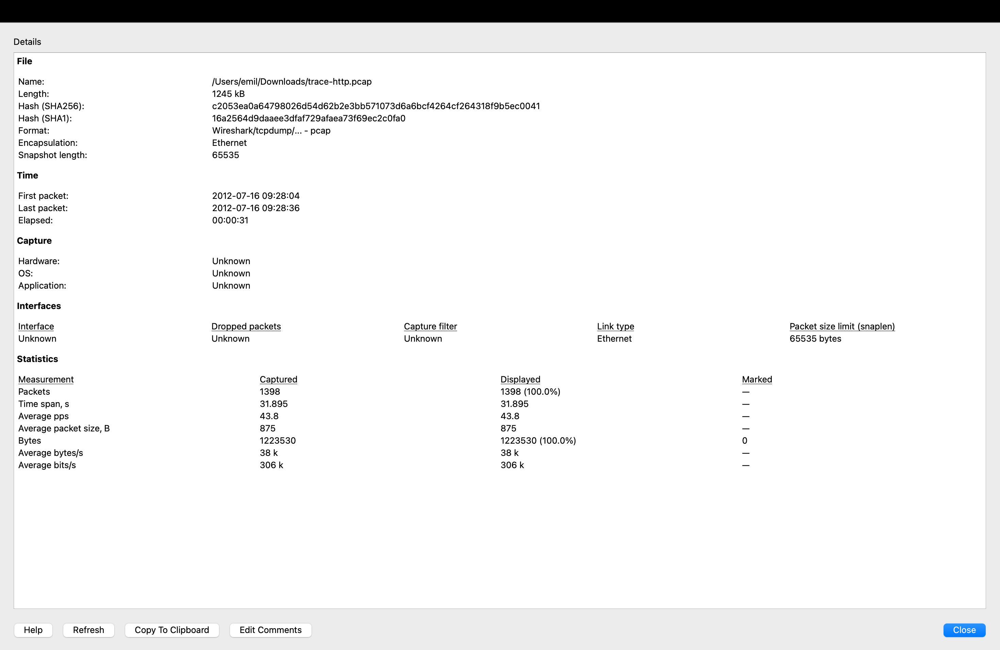 Details
File
Name: /Users/emil/Downloads/trace-http.pcap
Length: 1245 kB
Hash (SHA256): c2053ea0a64798026d54d62b2e3bb571073d6a6bcf4264cf264318f9b5ec0041
Hash (SHA1): 16a2564d9daaee3dfaf729afaea73f69ec2c0fa0
Format: Wireshark/tcpdump/... - pcap
Encapsulation: Ethernet
Snapshot length: 65535
Time
First packet: 2012-07-16 09:28:04
Last packet: 2012-07-16 09:28:36
Elapsed: 00:00:31
Capture
Hardware: Unknown
OS: Unknown
Application: Unknown
Interfaces
Interface Dropped packets Capture filter Link type Packet size limit (snaplen)
Unknown Unknown Unknown Ethernet 65535 bytes
Statistics
Measurement Captured Displayed Marked
Packets 1398 1398 (100.0%) —
Time span, s 31.895 31.895 —
Average pps 43.8 43.8 —
Average packet size, B 875 875 —
Bytes 1223530 1223530 (100.0%) 0
Average bytes/s 38 k 38 k —
Average bits/s 306 k 306 k —
Help Refresh Copy To Clipboard Edit Comments Close